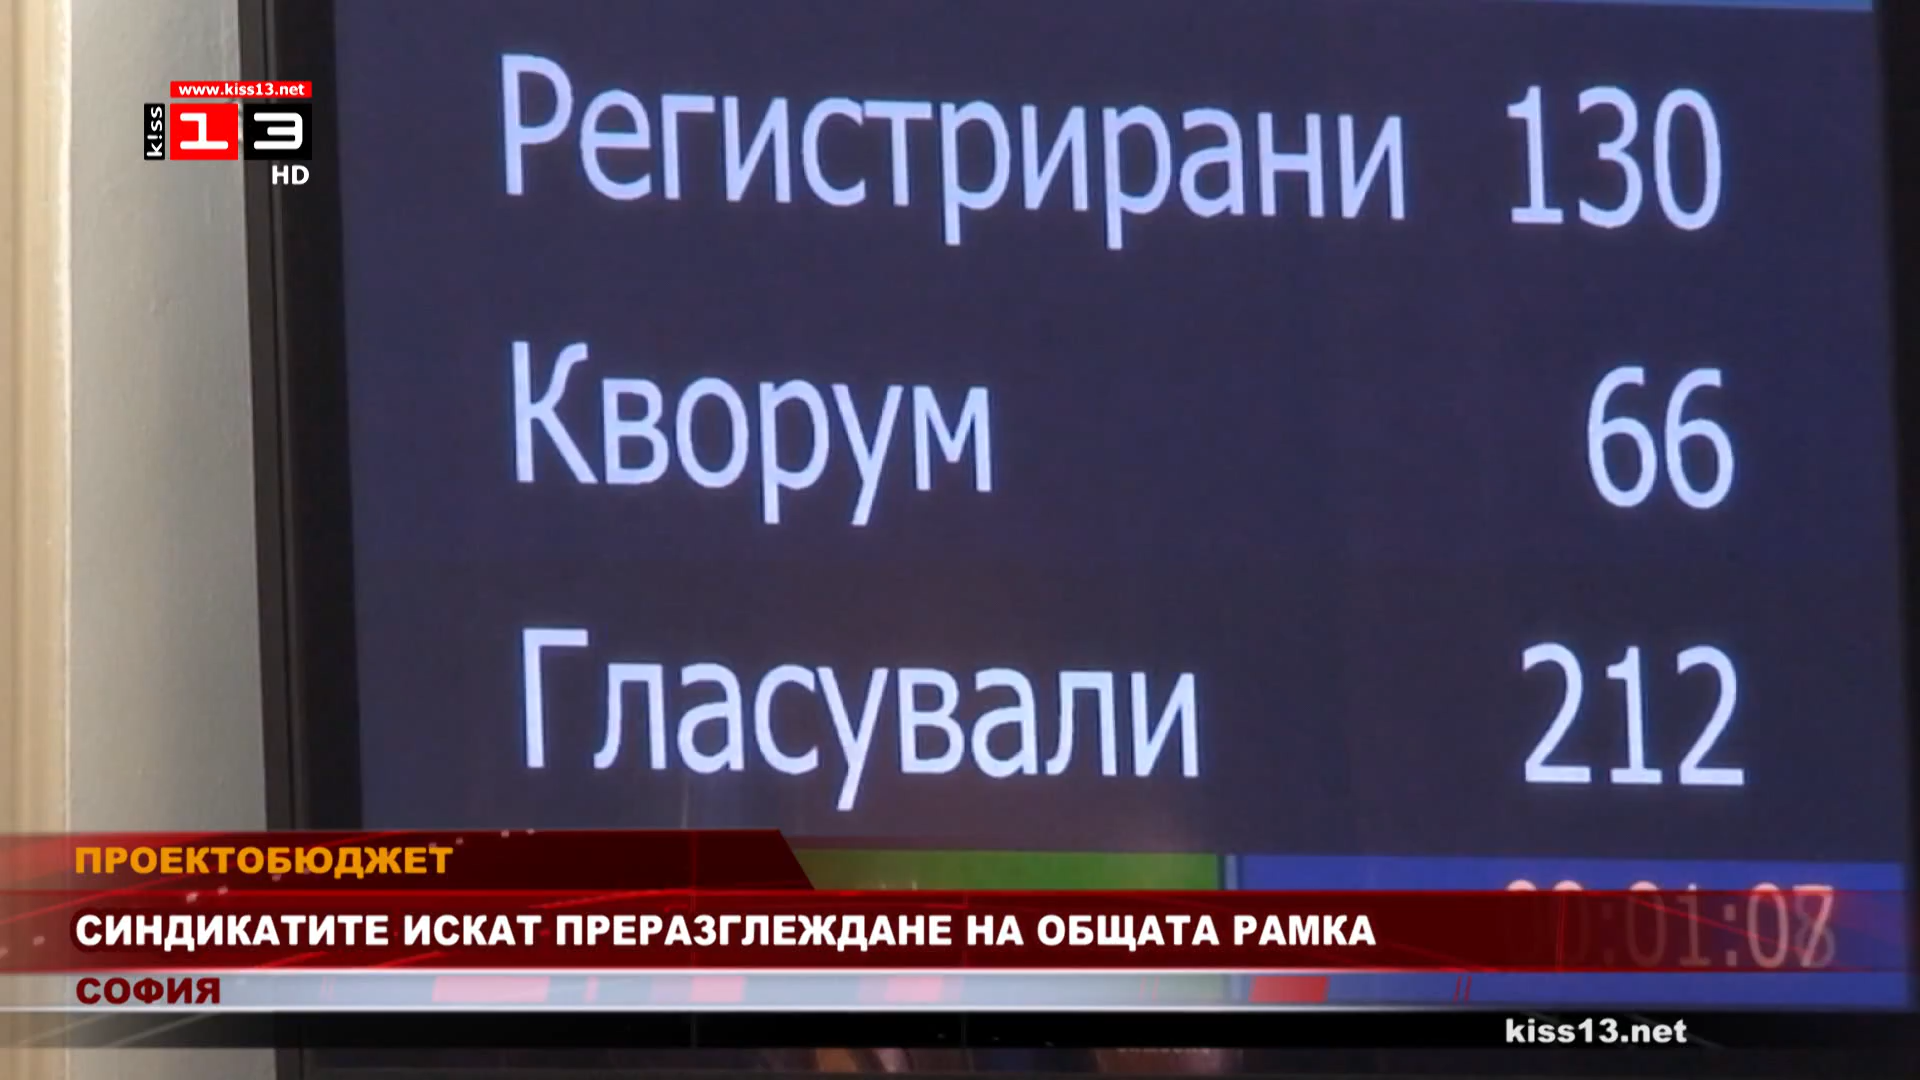 www.kiss13.net
kiss 13
HD
Регистрирани 130
Кворум 66
Гласували 212
ПРОЕКТОБЮДЖЕТ
СИНДИКАТИТЕ ИСКАТ ПРЕРАЗГЛЕЖДАНЕ НА ОБЩАТА РАМКА
СОФИЯ
kiss13.net